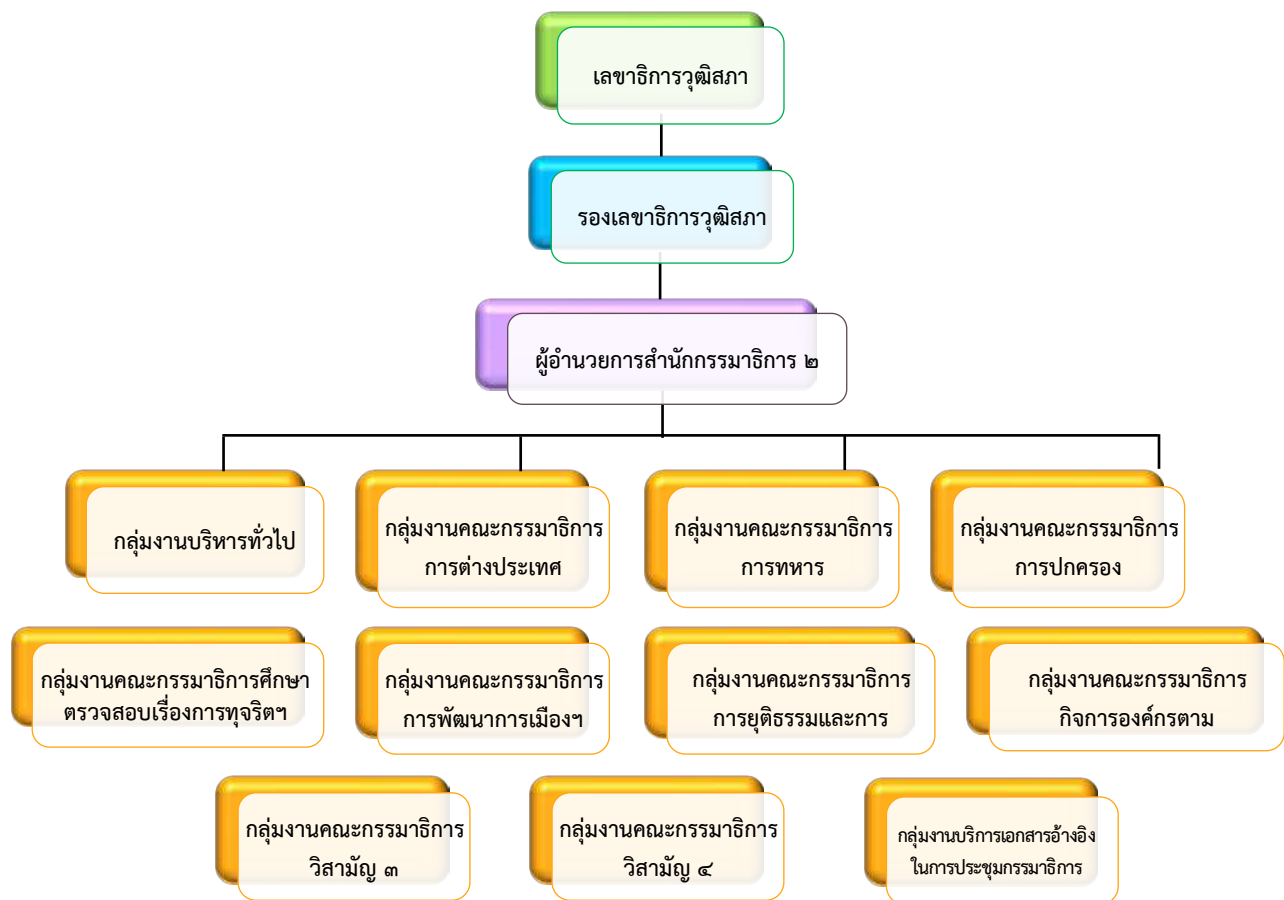 เลขาธิการวุฒิสภา
รองเลขาธิการวุฒิสภา
ผู้อำนวยการสำนักกรรมาธิการ ๒
กลุ่มงานบริหารทั่วไป
กลุ่มงานคณะกรรมาธิการ
การต่างประเทศ
กลุ่มงานคณะกรรมาธิการ
การทหาร
กลุ่มงานคณะกรรมาธิการ
การปกครอง
กลุ่มงานคณะกรรมาธิการศึกษา
ตรวจสอบเรื่องการทุจริตฯ
กลุ่มงานคณะกรรมาธิการ
การพัฒนาการเมืองฯ
กลุ่มงานคณะกรรมาธิการ
การยุติธรรมและการ
กลุ่มงานคณะกรรมาธิการ
กิจการองค์กรตาม
กลุ่มงานคณะกรรมาธิการ
วิสามัญ ๓
กลุ่มงานคณะกรรมาธิการ
วิสามัญ ๔
กลุ่มงานบริการเอกสารอ้างอิง
ในการประชุมกรรมาธิการ